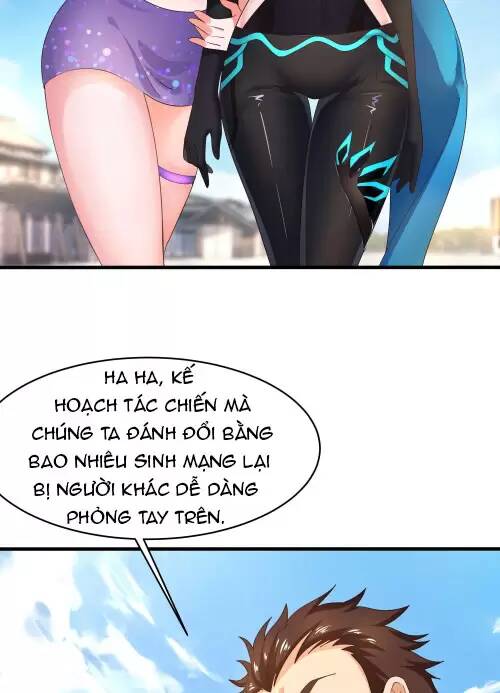 HA HA, KẾ
HOẠCH TÁC CHIẾN MÀ
CHÚNG TA ĐÁNH ĐỔI BẰNG
BAO NHIÊU SINH MẠNG LẠI
BỊ NGƯỜI KHÁC DỄ DÀNG
PHỎNG TAY TRÊN.